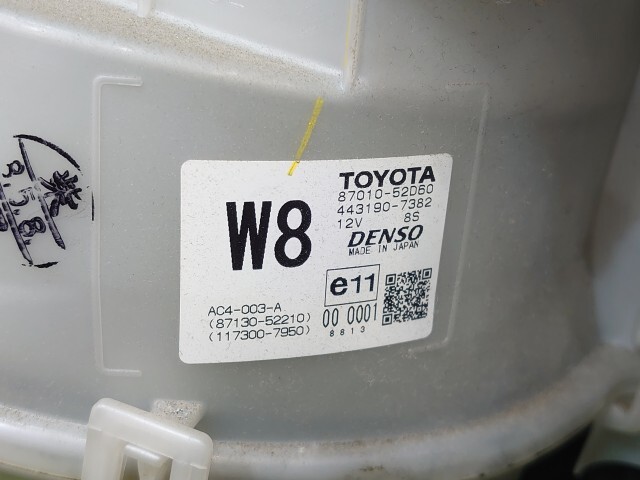 W8
TOYOTA
87010-52D50
443190-7382
12V 8S
DENSO
MADE IN JAPAN
e11
AC4-003-A
(87130-52210)
(117300-7950)
00 0001
8813